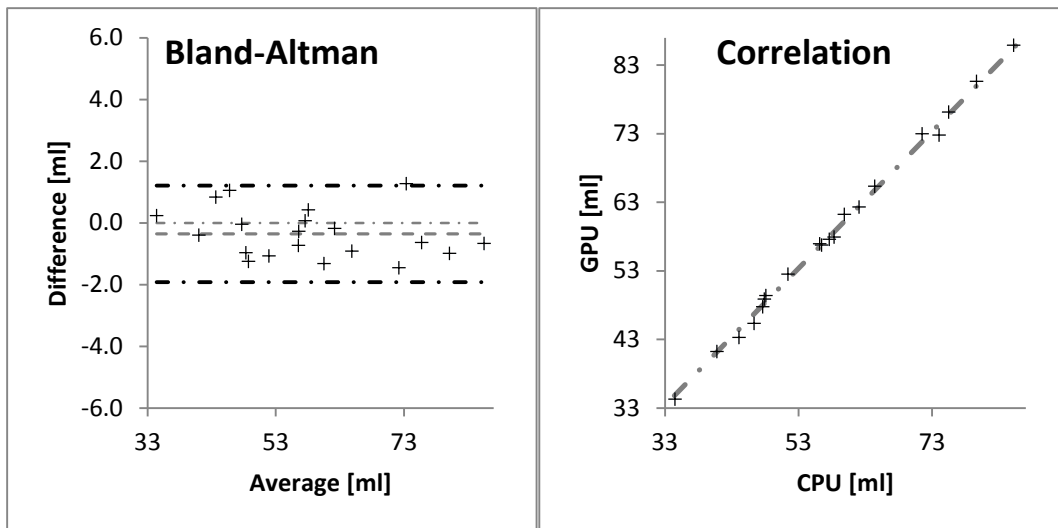 Bland-Altman
6.0
4.0
2.0
0.0
-2.0
-4.0
-6.0
Difference [ml]
33 53 73
Average [ml]
Correlation
83
73
63
53
43
33
GPU [ml]
33 53 73
CPU [ml]